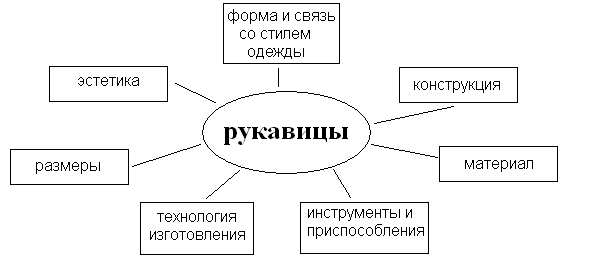 форма и связь
со стилем
одежды
эстетика
конструкция
рукавицы
размеры
материал
технология
изготовления
инструменты и
приспособления